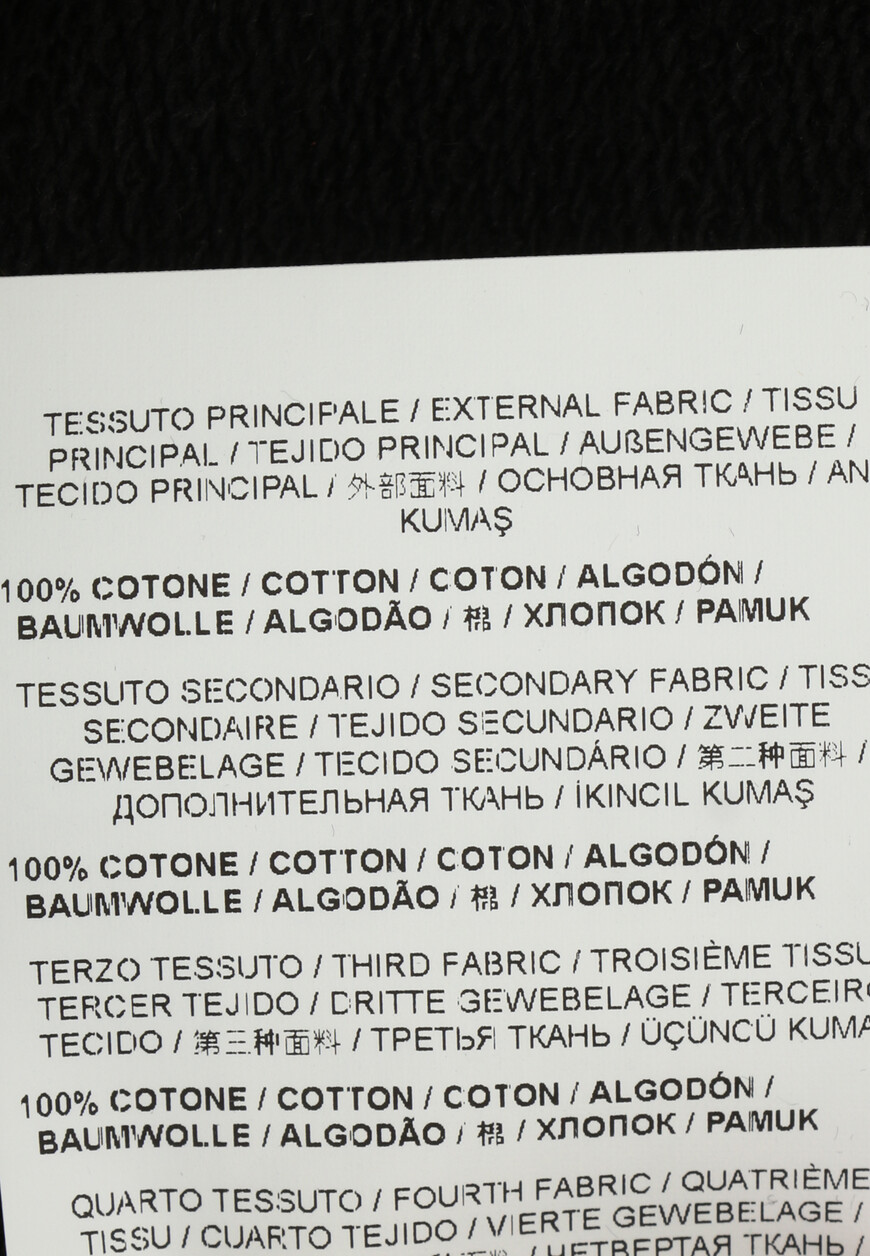 TESSUTO PRINCIPALE / EXTERNAL FABRIC / TISSU
PRINCIPAL / TEJIDO PRINCIPAL / AUßENGEWEBE /
TECIDO PRINCIPAL / 外部面料 / ОСНОВНАЯ ТКАНЬ / AN
KUMAŞ
100% COTONE / COTTON / COTON / ALGODÓN /
BAUMWOLLE / ALGODÃO / 棉 / ХЛОПОК / PAMUK
TESSUTO SECONDARIO / SECONDARY FABRIC / TISS
SECONDAIRE / TEJIDO SECUNDARIO / ZWEITE
GEWEBELAGE / TECIDO SECUNDÁRIO / 第二种面料 /
ДОПОЛНИТЕЛЬНАЯ ТКАНЬ / İKINCIL KUMAŞ
100% COTONE / COTTON / COTON / ALGODÓN /
BAUMWOLLE / ALGODÃO / 棉 / ХЛОПОК / PAMUK
TERZO TESSUTO / THIRD FABRIC / TROISIÈME TISSU
TERCER TEJIDO / DRITTE GEWEBELAGE / TERCEIRO
TECIDO / 第三种面料 / ТРЕТЬЯ ТКАНЬ / ÜÇÜNCÜ KUMA
100% COTONE / COTTON / COTON / ALGODÓN /
BAUMWOLLE / ALGODÃO / 棉 / ХЛОПОК / PAMUK
QUARTO TESSUTO / FOURTH FABRIC / QUATRIÈME
TISSU / CUARTO TEJIDO / VIERTE GEWEBELAGE /
/ ЧЕТВЕРТАЯ ТКАНЬ /